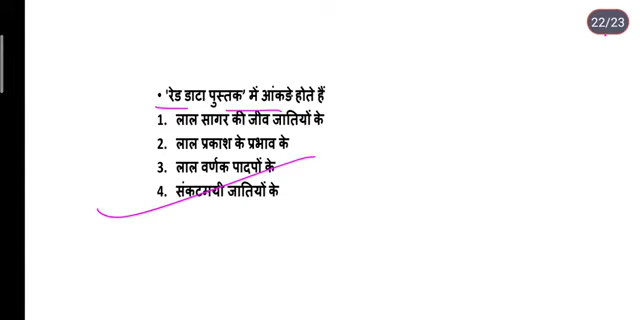 22/23
• 'रेड डाटा पुस्तक' में आंकडे होते हैं
1. लाल सागर की जीव जातियों के
2. लाल प्रकाश के प्रभाव के
3. लाल वर्णक पादपों के
4. संकटमयी जातियों के